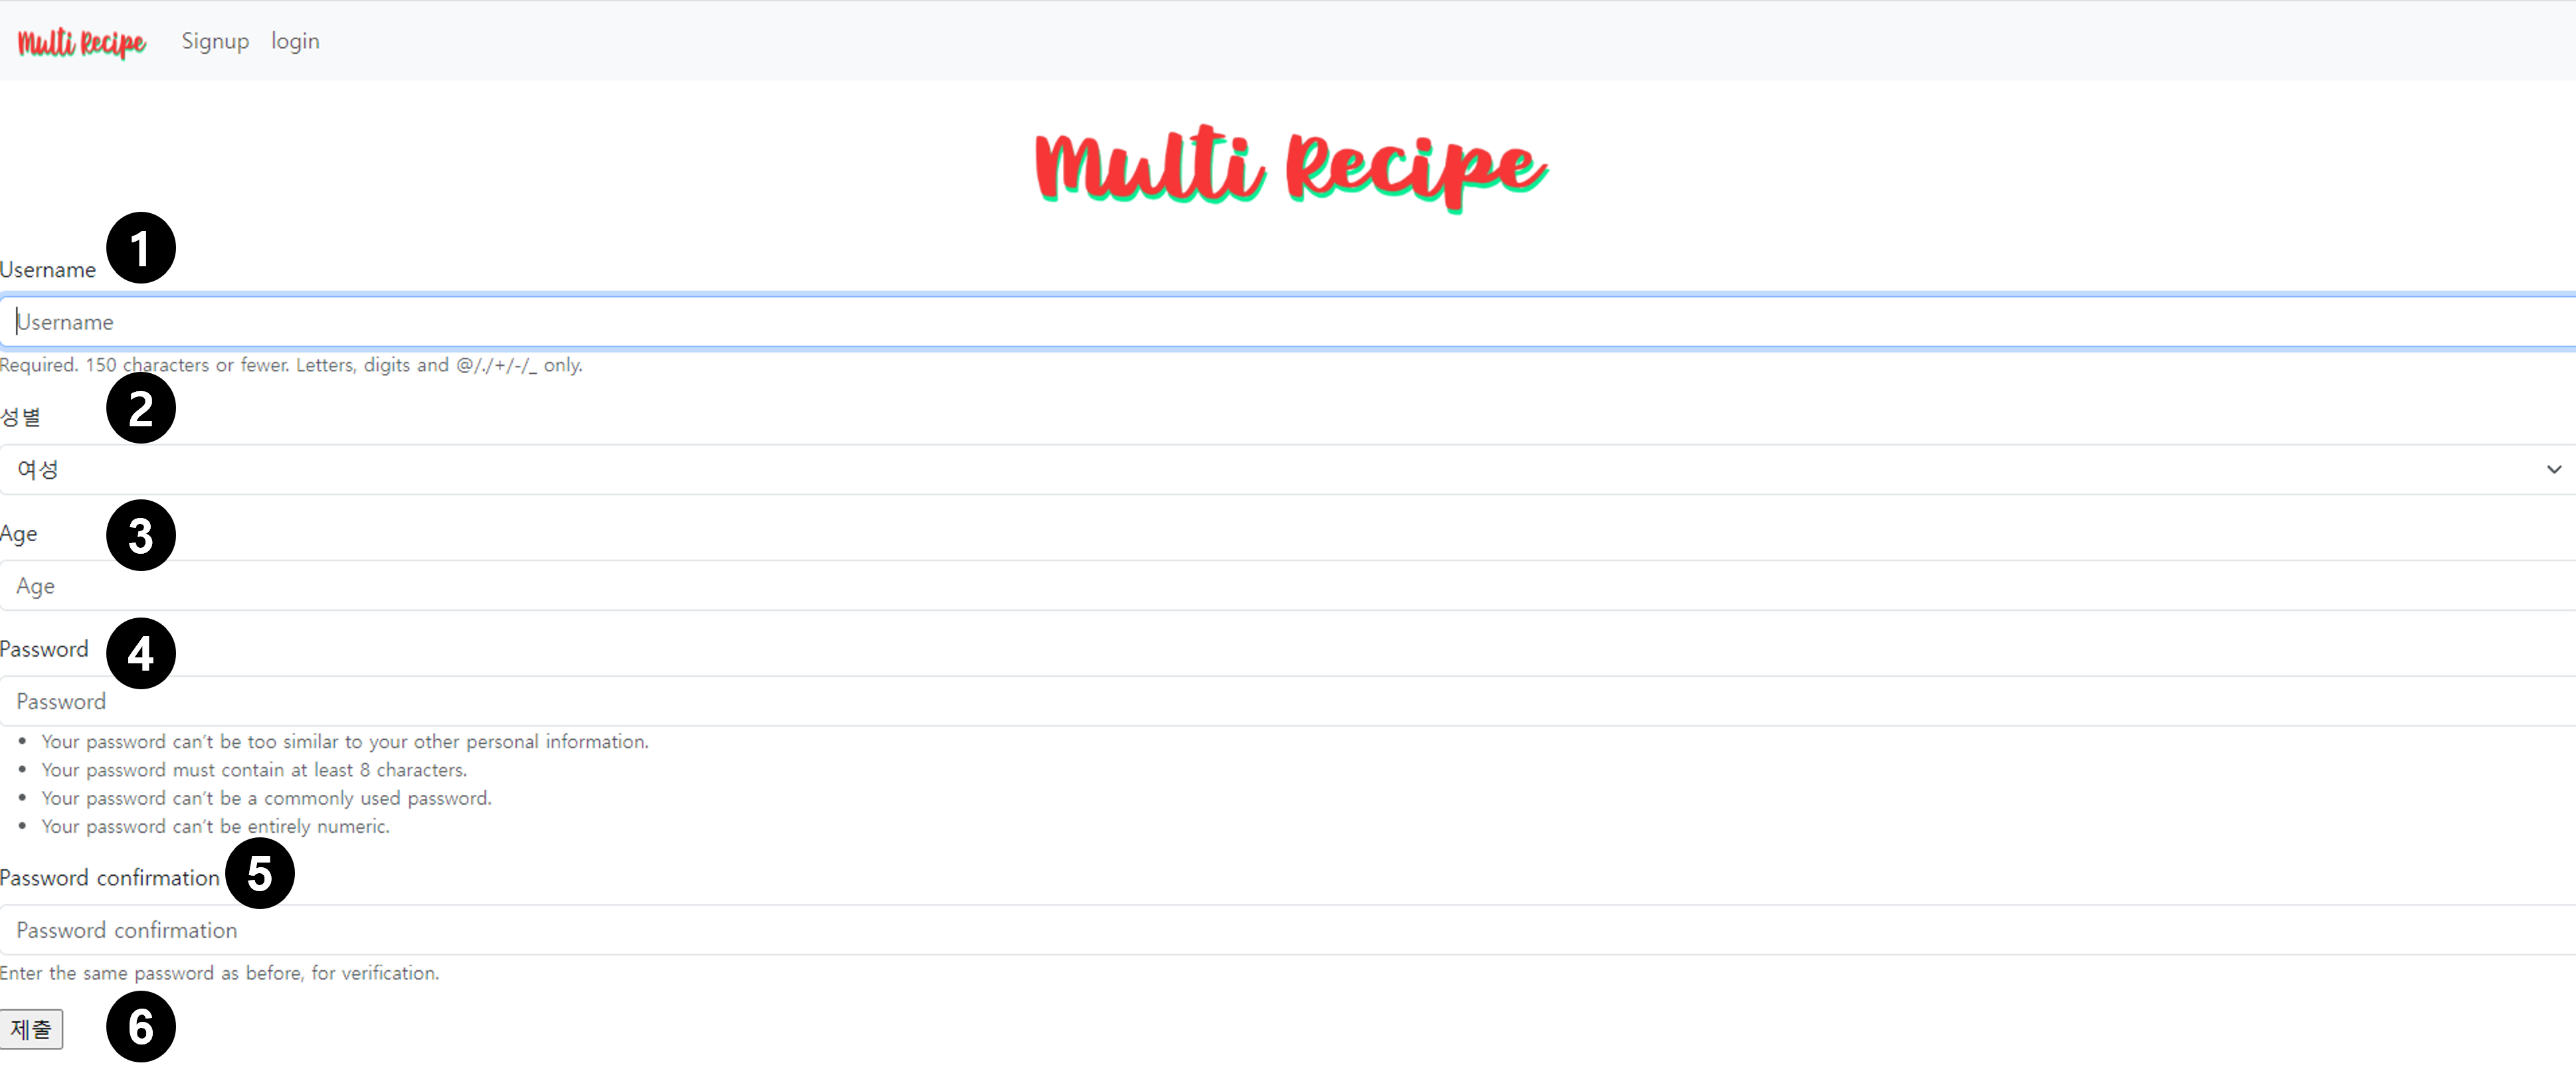 Multi Recipe Signup login
Multi Recipe
1
Username
Username
Required. 150 characters or fewer. Letters, digits and @/./+/-/_ only.
2
성별
여성
3
Age
Age
4
Password
Password
• Your password can't be too similar to your other personal information.
• Your password must contain at least 8 characters.
• Your password can't be a commonly used password.
• Your password can't be entirely numeric.
Password confirmation 5
Password confirmation
Enter the same password as before, for verification.
제출 6